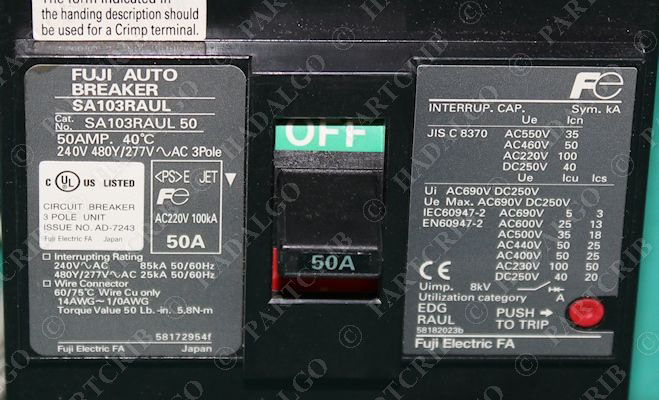 The form indicated in
the handing description should
be used for a Crimp terminal.
FUJI AUTO
BREAKER
SA103RAUL
Cat.
No. SA103RAUL 50
50AMP. 40℃
240V 480Y/277V∿AC 3Pole
C UL US LISTED
CIRCUIT BREAKER
3 POLE UNIT
ISSUE NO. AD-7243
Fuji Electric FA Japan
<PS>E JET
Fe
AC220V 100kA
50A
Interrupting Rating
240V∿AC 85kA 50/60Hz
480Y/277V∿AC 25kA 50/60Hz
Wire Connector
60/75℃ Wire Cu only
14AWG~1/0AWG
Torque Value 50 Lb.-in. 5.8N-m
58172954f
Fuji Electric FA Japan
OFF
50A
Fe
INTERRUP. CAP. Sym. kA
Ue Icn
JIS C 8370 AC550V 35
AC460V 50
AC220V 100
DC250V 40
Ue Icu Ics
Ui AC690V DC250V
Ue Max. AC690V DC250V
IEC60947-2 AC690V 5 3
EN60947-2 AC600V 25 13
AC500V 35 18
AC440V 50 25
AC400V 50 25
AC230V 100 50
DC250V 40 20
CE
Uimp. 8kV
Utilization category A
EDG
RAUL
58182023b
PUSH →
TO TRIP
Fuji Electric FA
© PARTCRIB
© HADALGO